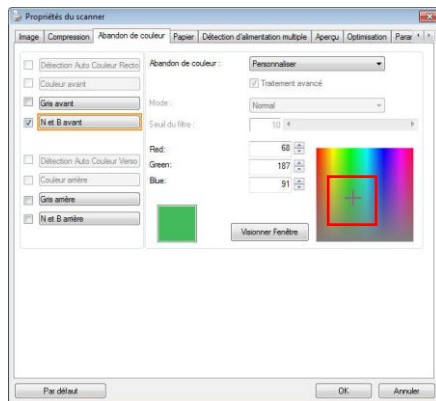 Propriétés du scanner
Image Compression Abandon de couleur Papier Détection d'alimentation multiple Aperçu Optimisation Parar
Détection Auto Couleur Recto
Abandon de couleur :
Personnaliser
Couleur avant
Traitement avancé
Gris avant
Mode :
Normal
N et B avant
Seuil du filtre :
10
Red:
68
Détection Auto Couleur Verso
Green:
187
Couleur arrière
Blue:
91
Gris arrière
N et B arrière
Visionner Fenêtre
Par défaut
OK
Annuler